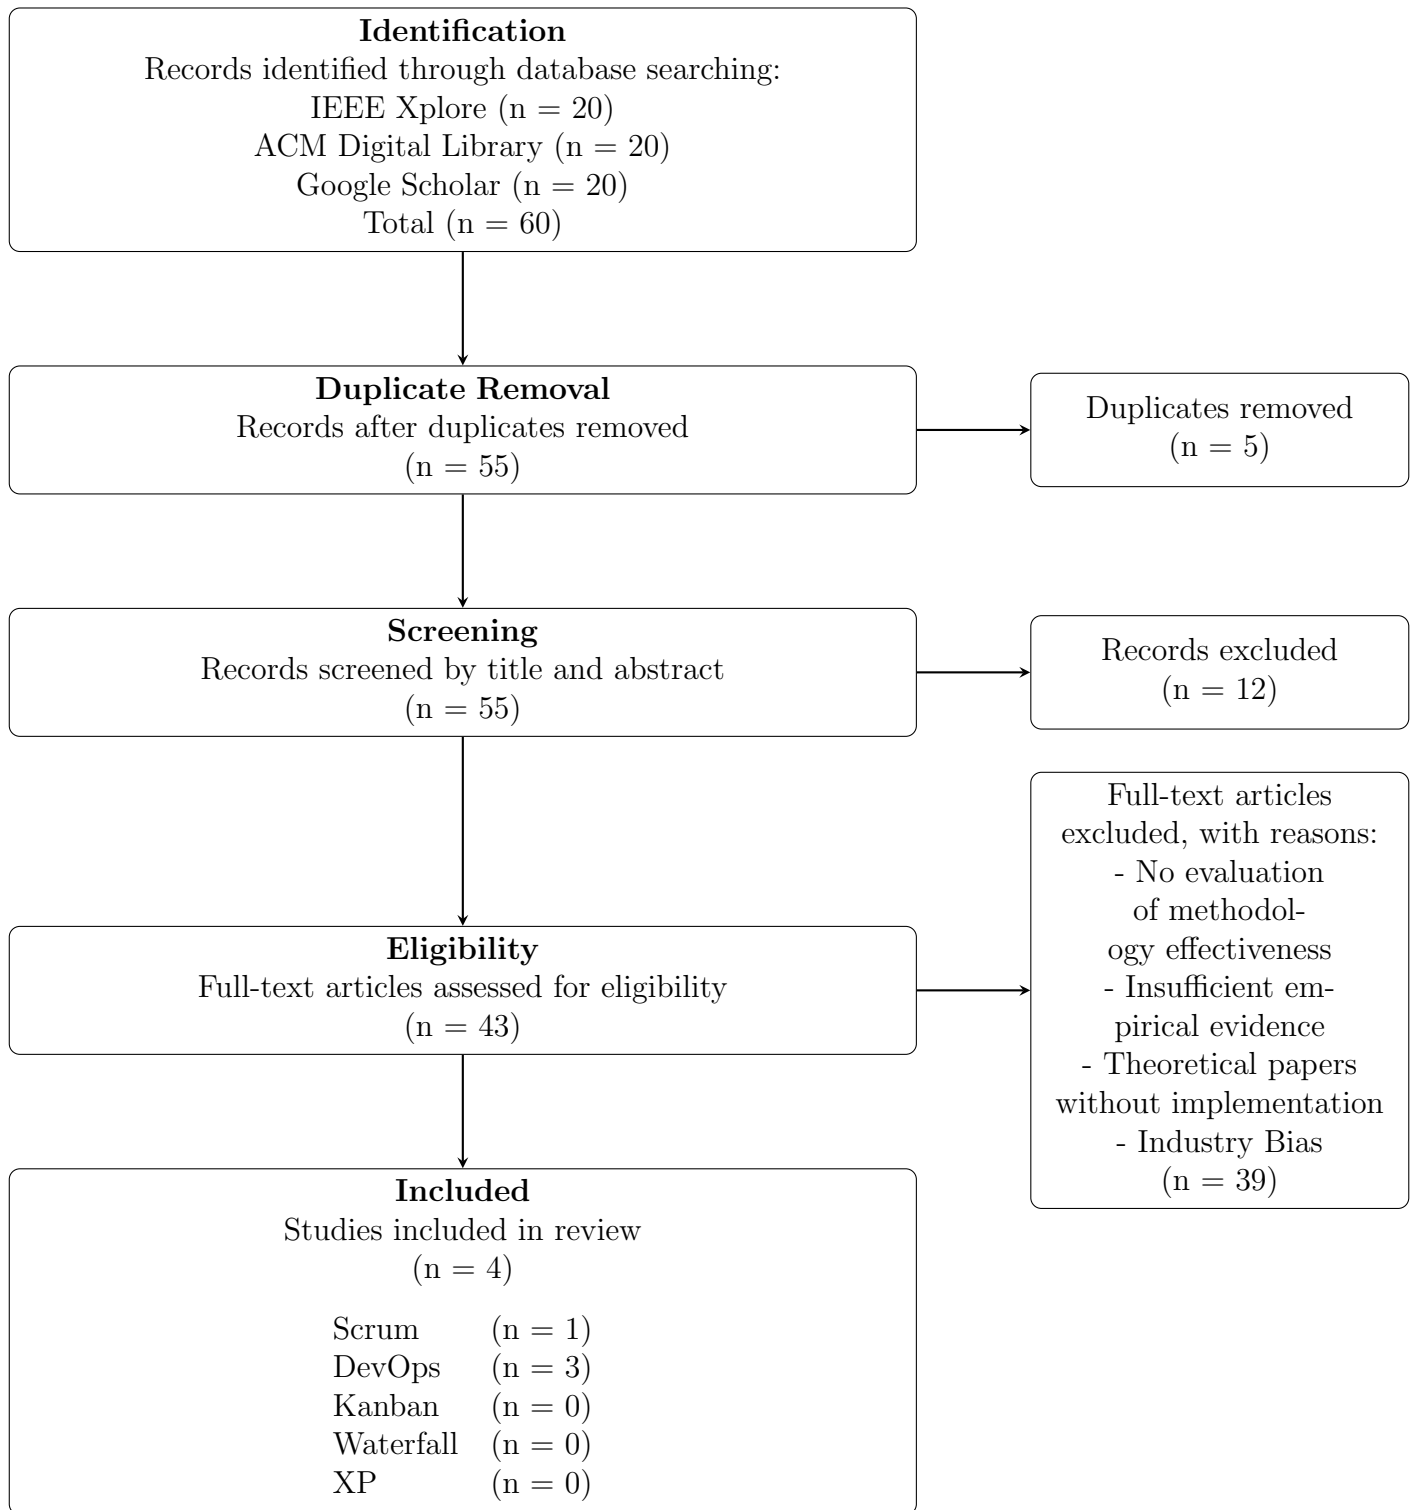 Identification
Records identified through database searching:
IEEE Xplore (n = 20)
ACM Digital Library (n = 20)
Google Scholar (n = 20)
Total (n = 60)
Duplicate Removal
Records after duplicates removed
(n = 55)
Duplicates removed
(n = 5)
Screening
Records screened by title and abstract
(n = 55)
Records excluded
(n = 12)
Eligibility
Full-text articles assessed for eligibility
(n = 43)
Full-text articles
excluded, with reasons:
- No evaluation
of methodol-
ogy effectiveness
- Insufficient em-
pirical evidence
- Theoretical papers
without implementation
- Industry Bias
(n = 39)
Included
Studies included in review
(n = 4)
Scrum (n = 1)
DevOps (n = 3)
Kanban (n = 0)
Waterfall (n = 0)
XP (n = 0)